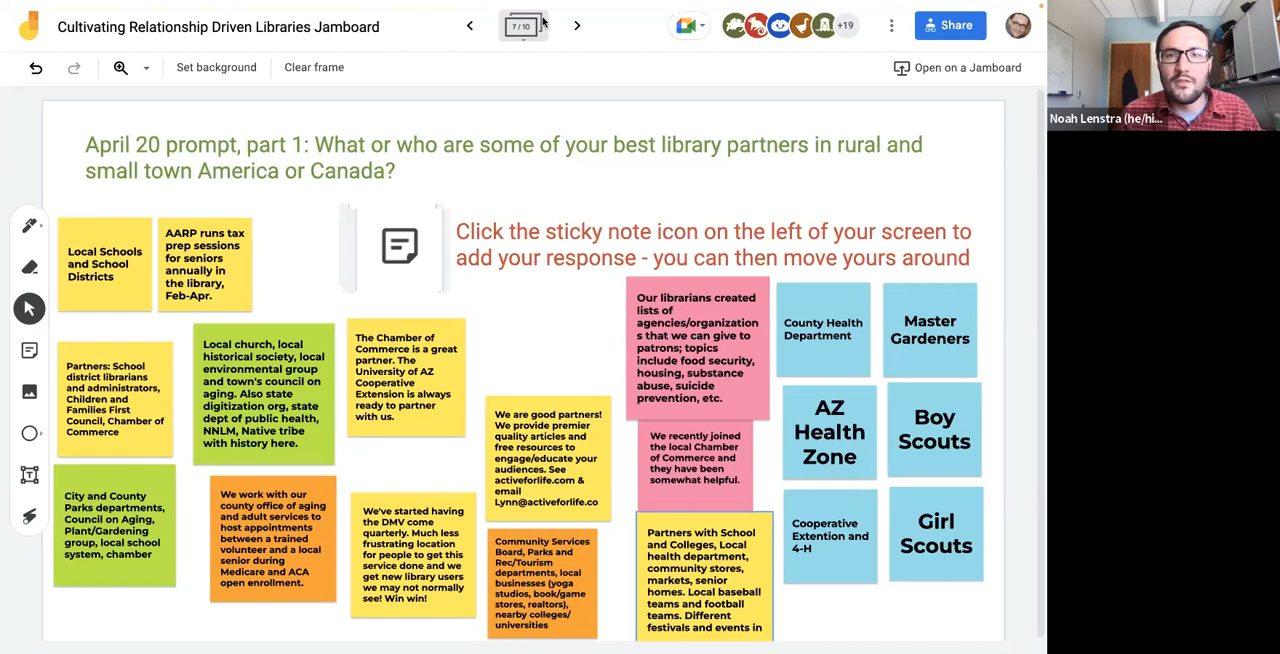 Cultivating Relationship Driven Libraries Jamboard
7/10
+19
Share
Set background
Clear frame
Open on a Jamboard
Noah Lenstra (he/hi...
April 20 prompt, part 1: What or who are some of your best library partners in rural and
small town America or Canada?
Click the sticky note icon on the left of your screen to
add your response - you can then move yours around
Local Schools
and School
Districts
AARP runs tax
prep sessions
for seniors
annually in
the library,
Feb-Apr.
Partners: School
district librarians
and administrators,
Children and
Families First
Council, Chamber of
Commerce
Local church, local
historical society, local
environmental group
and town's council on
aging. Also state
digitization org, state
dept of public health,
NNLM, Native tribe
with history here.
The Chamber of
Commerce is a great
partner. The
University of AZ
Cooperative
Extension is always
ready to partner
with us.
City and County
Parks departments,
Council on Aging,
Plant/Gardening
group, local school
system, chamber
We work with our
county office of aging
and adult services to
host appointments
between a trained
volunteer and a local
senior during
Medicare and ACA
open enrollment.
We've started having
the DMV come
quarterly. Much less
frustrating location
for people to get this
service done and we
get new library users
we may not normally
see! Win win!
We are good partners!
We provide premier
quality articles and
free resources to
engage/educate your
audiences. See
activeforlife.com &
email
Lynn@activeforlife.co
Community Services
Board, Parks and
Rec/Tourism
departments, local
businesses (yoga
studios, book/game
stores, realtors),
nearby colleges/
universities
Our librarians created
lists of
agencies/organization
s that we can give to
patrons; topics
include food security,
housing, substance
abuse, suicide
prevention, etc.
We recently joined
the local Chamber
of Commerce and
they have been
somewhat helpful.
Partners with School
and Colleges, Local
health department,
community stores,
markets, senior
homes. Local baseball
teams and football
teams. Different
festivals and events in
County Health
Department
Master
Gardeners
AZ
Health
Zone
Boy
Scouts
Cooperative
Extention and
4-H
Girl
Scouts